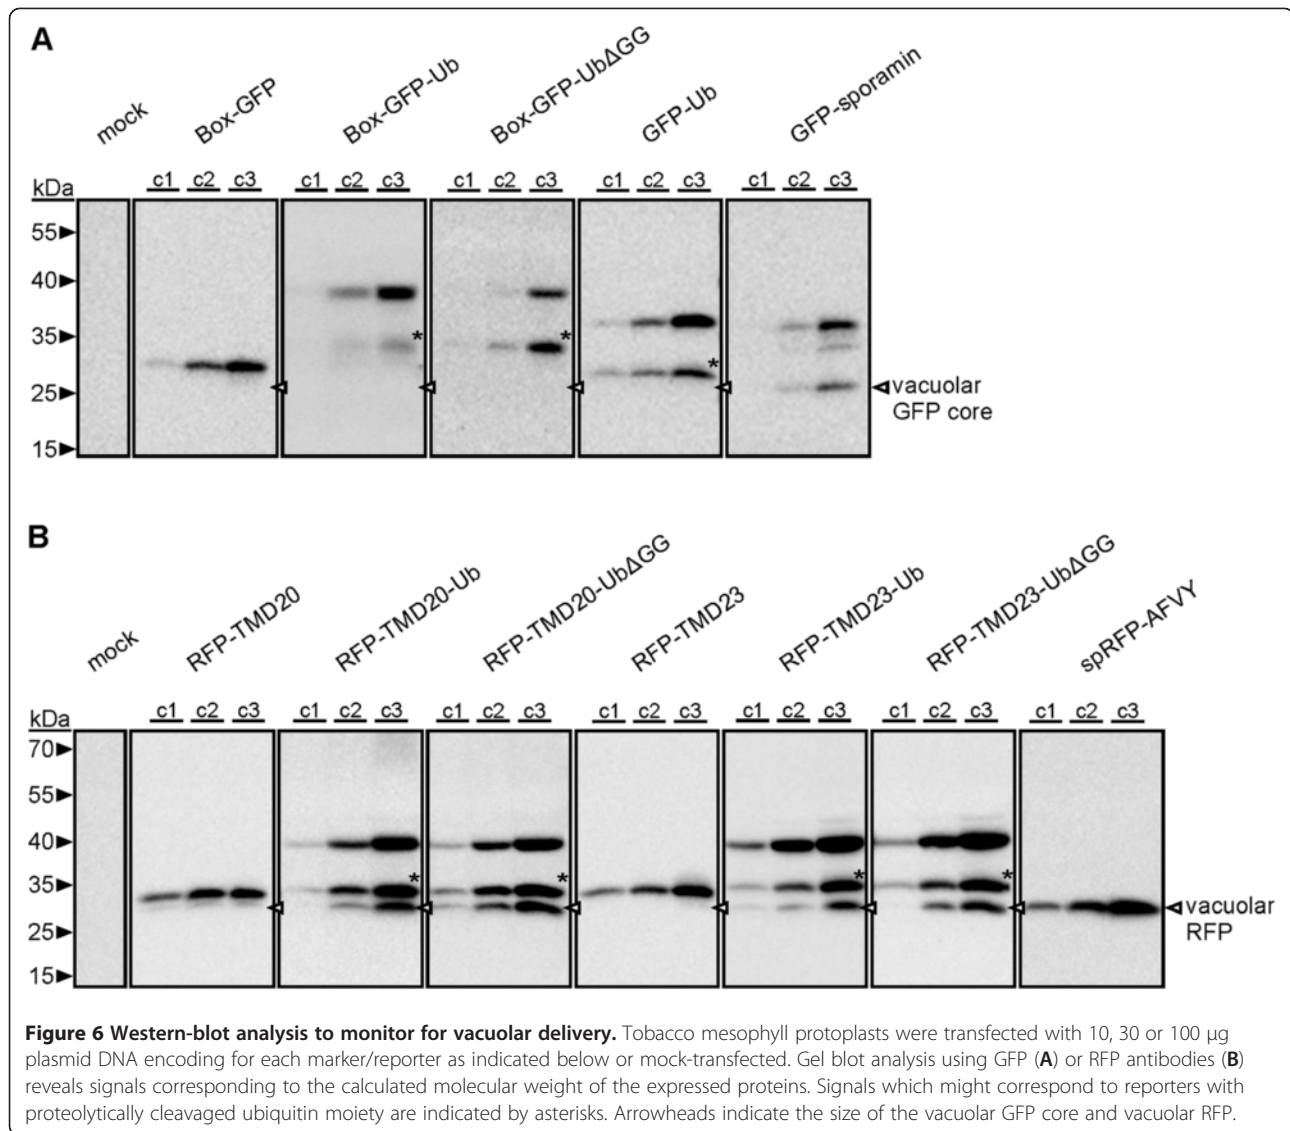 A
mock Box-GFP Box-GFP-Ub Box-GFP-UbΔGG GFP-Ub GFP-sporamin
kDa c1 c2 c3 c1 c2 c3 c1 c2 c3 c1 c2 c3 c1 c2 c3
55
40
35 * *
*
25 vacuolar
GFP core
15
B
mock RFP-TMD20 RFP-TMD20-Ub RFP-TMD20-UbΔGG RFP-TMD23 RFP-TMD23-Ub RFP-TMD23-UbΔGG spRFP-AFVY
kDa c1 c2 c3 c1 c2 c3 c1 c2 c3 c1 c2 c3 c1 c2 c3 c1 c2 c3 c1 c2 c3
70
55
40
35 * * * *
vacuolar
25 RFP
15
Figure 6 Western-blot analysis to monitor for vacuolar delivery. Tobacco mesophyll protoplasts were transfected with 10, 30 or 100 μg
plasmid DNA encoding for each marker/reporter as indicated below or mock-transfected. Gel blot analysis using GFP (A) or RFP antibodies (B)
reveals signals corresponding to the calculated molecular weight of the expressed proteins. Signals which might correspond to reporters with
proteolytically cleavaged ubiquitin moiety are indicated by asterisks. Arrowheads indicate the size of the vacuolar GFP core and vacuolar RFP.